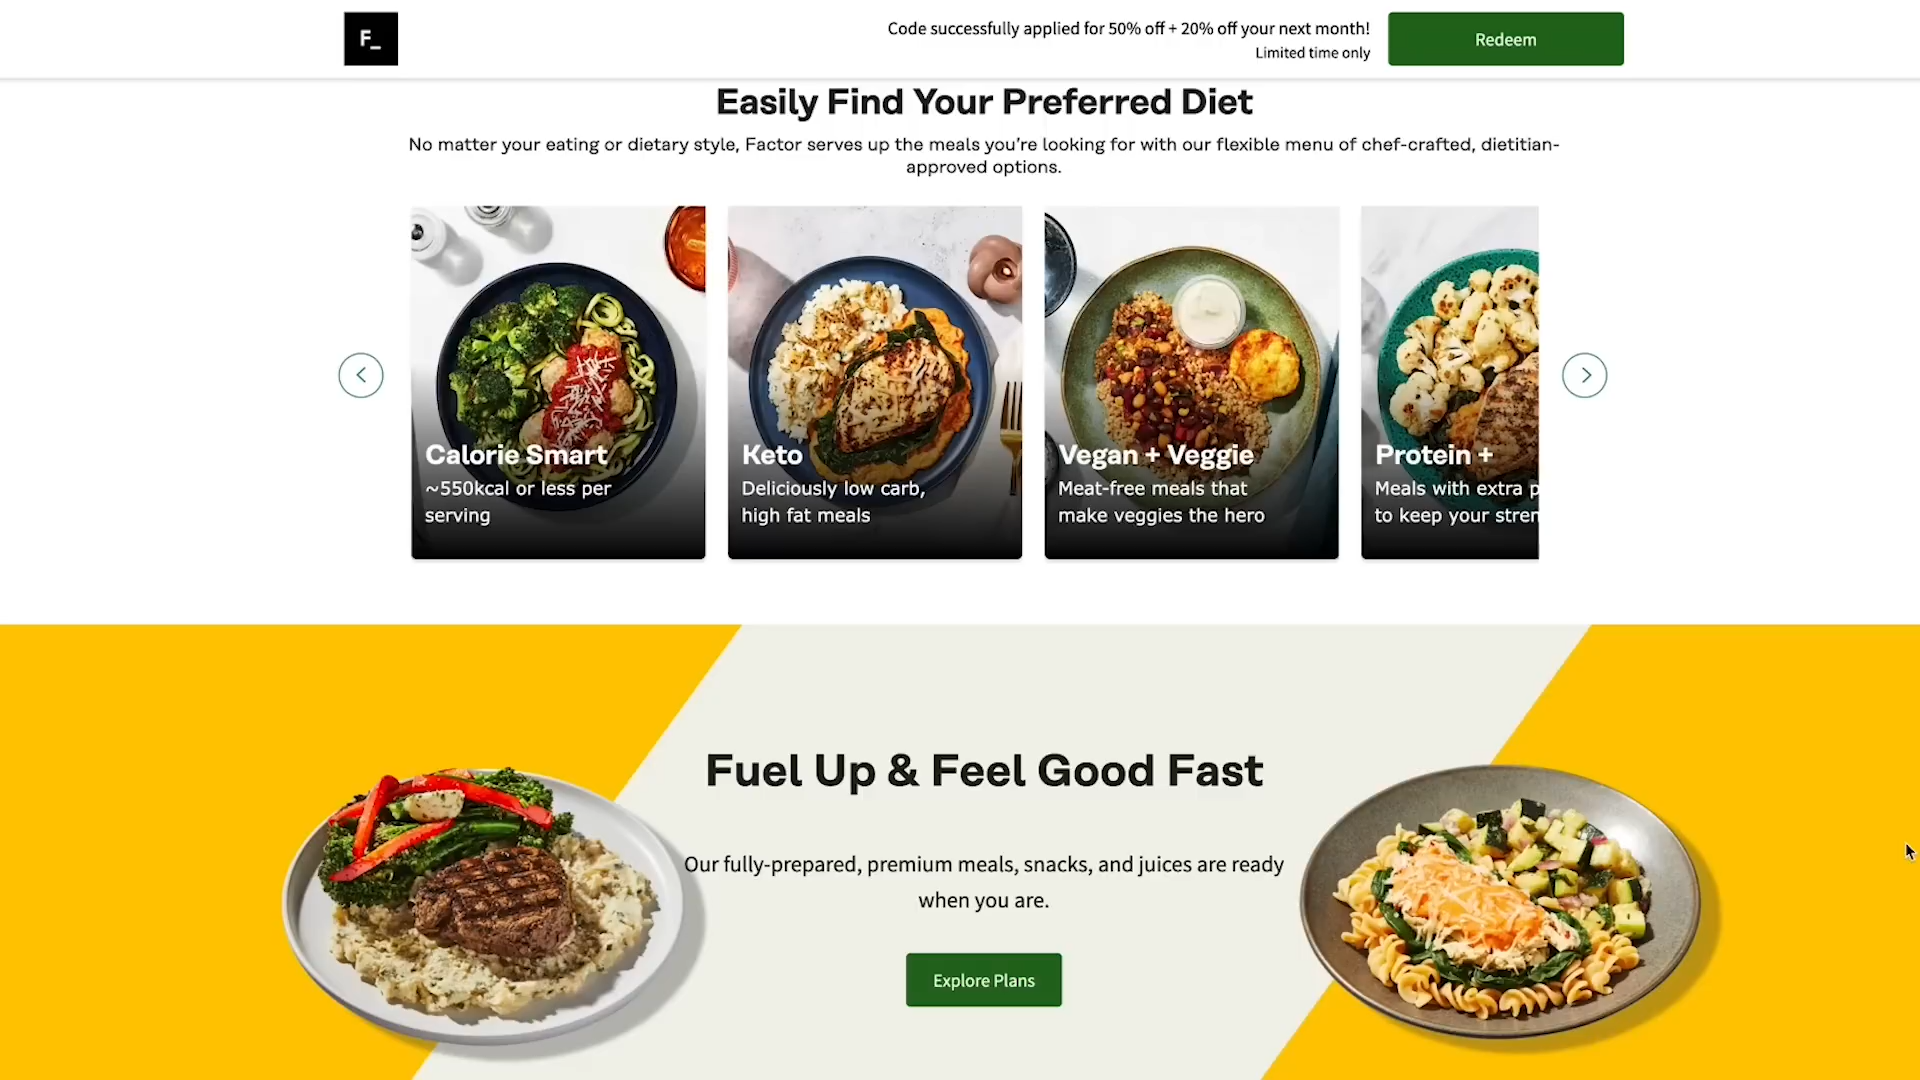 F_
Code successfully applied for 50% off + 20% off your next month!
Limited time only
Redeem
Easily Find Your Preferred Diet
No matter your eating or dietary style, Factor serves up the meals you're looking for with our flexible menu of chef-crafted, dietitian-
approved options.
Calorie Smart
~550kcal or less per
serving
Keto
Deliciously low carb,
high fat meals
Vegan + Veggie
Meat-free meals that
make veggies the hero
Protein +
Meals with extra p
to keep your stren
Fuel Up & Feel Good Fast
Our fully-prepared, premium meals, snacks, and juices are ready
when you are.
Explore Plans